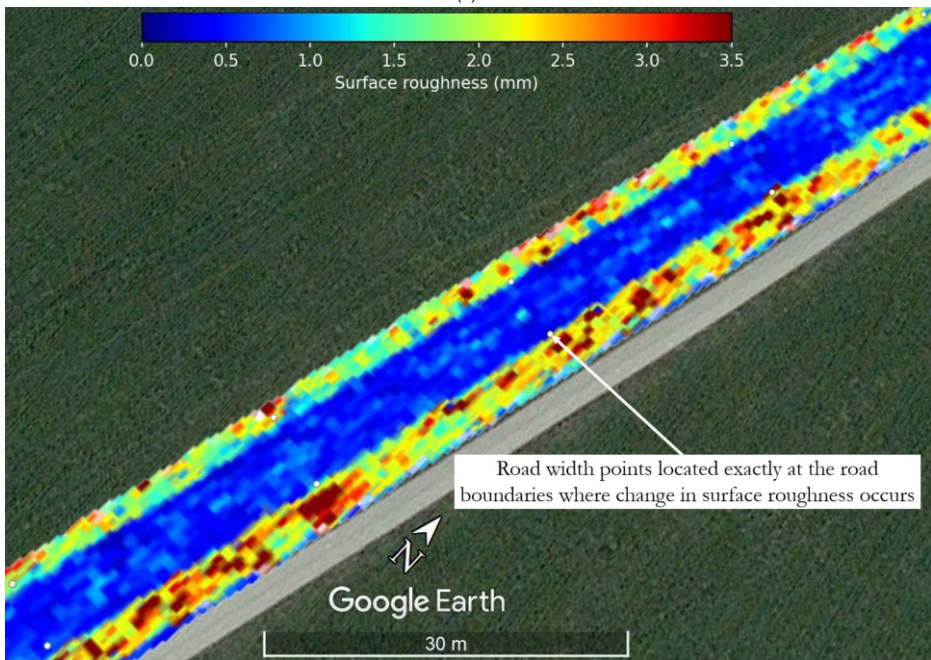 0.0 0.5 1.0 1.5 2.0 2.5 3.0 3.5
Surface roughness (mm)
Road width points located exactly at the road
boundaries where change in surface roughness occurs
N
Google Earth
30 m